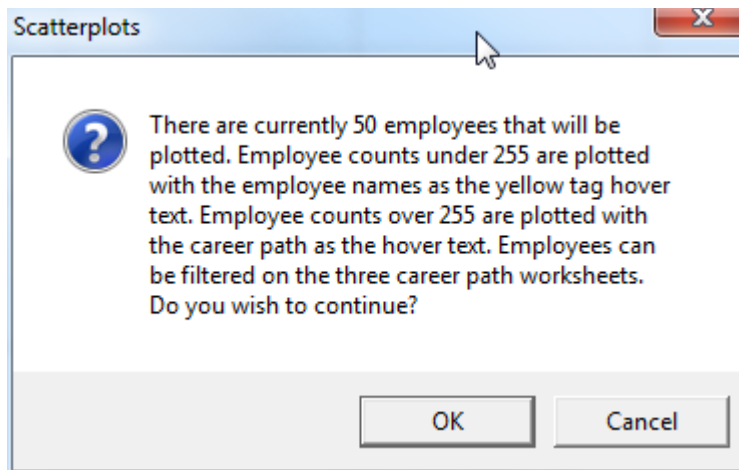 Scatterplots
There are currently 50 employees that will be
plotted. Employee counts under 255 are plotted
with the employee names as the yellow tag hover
text. Employee counts over 255 are plotted with
the career path as the hover text. Employees can
be filtered on the three career path worksheets.
Do you wish to continue?
OK Cancel